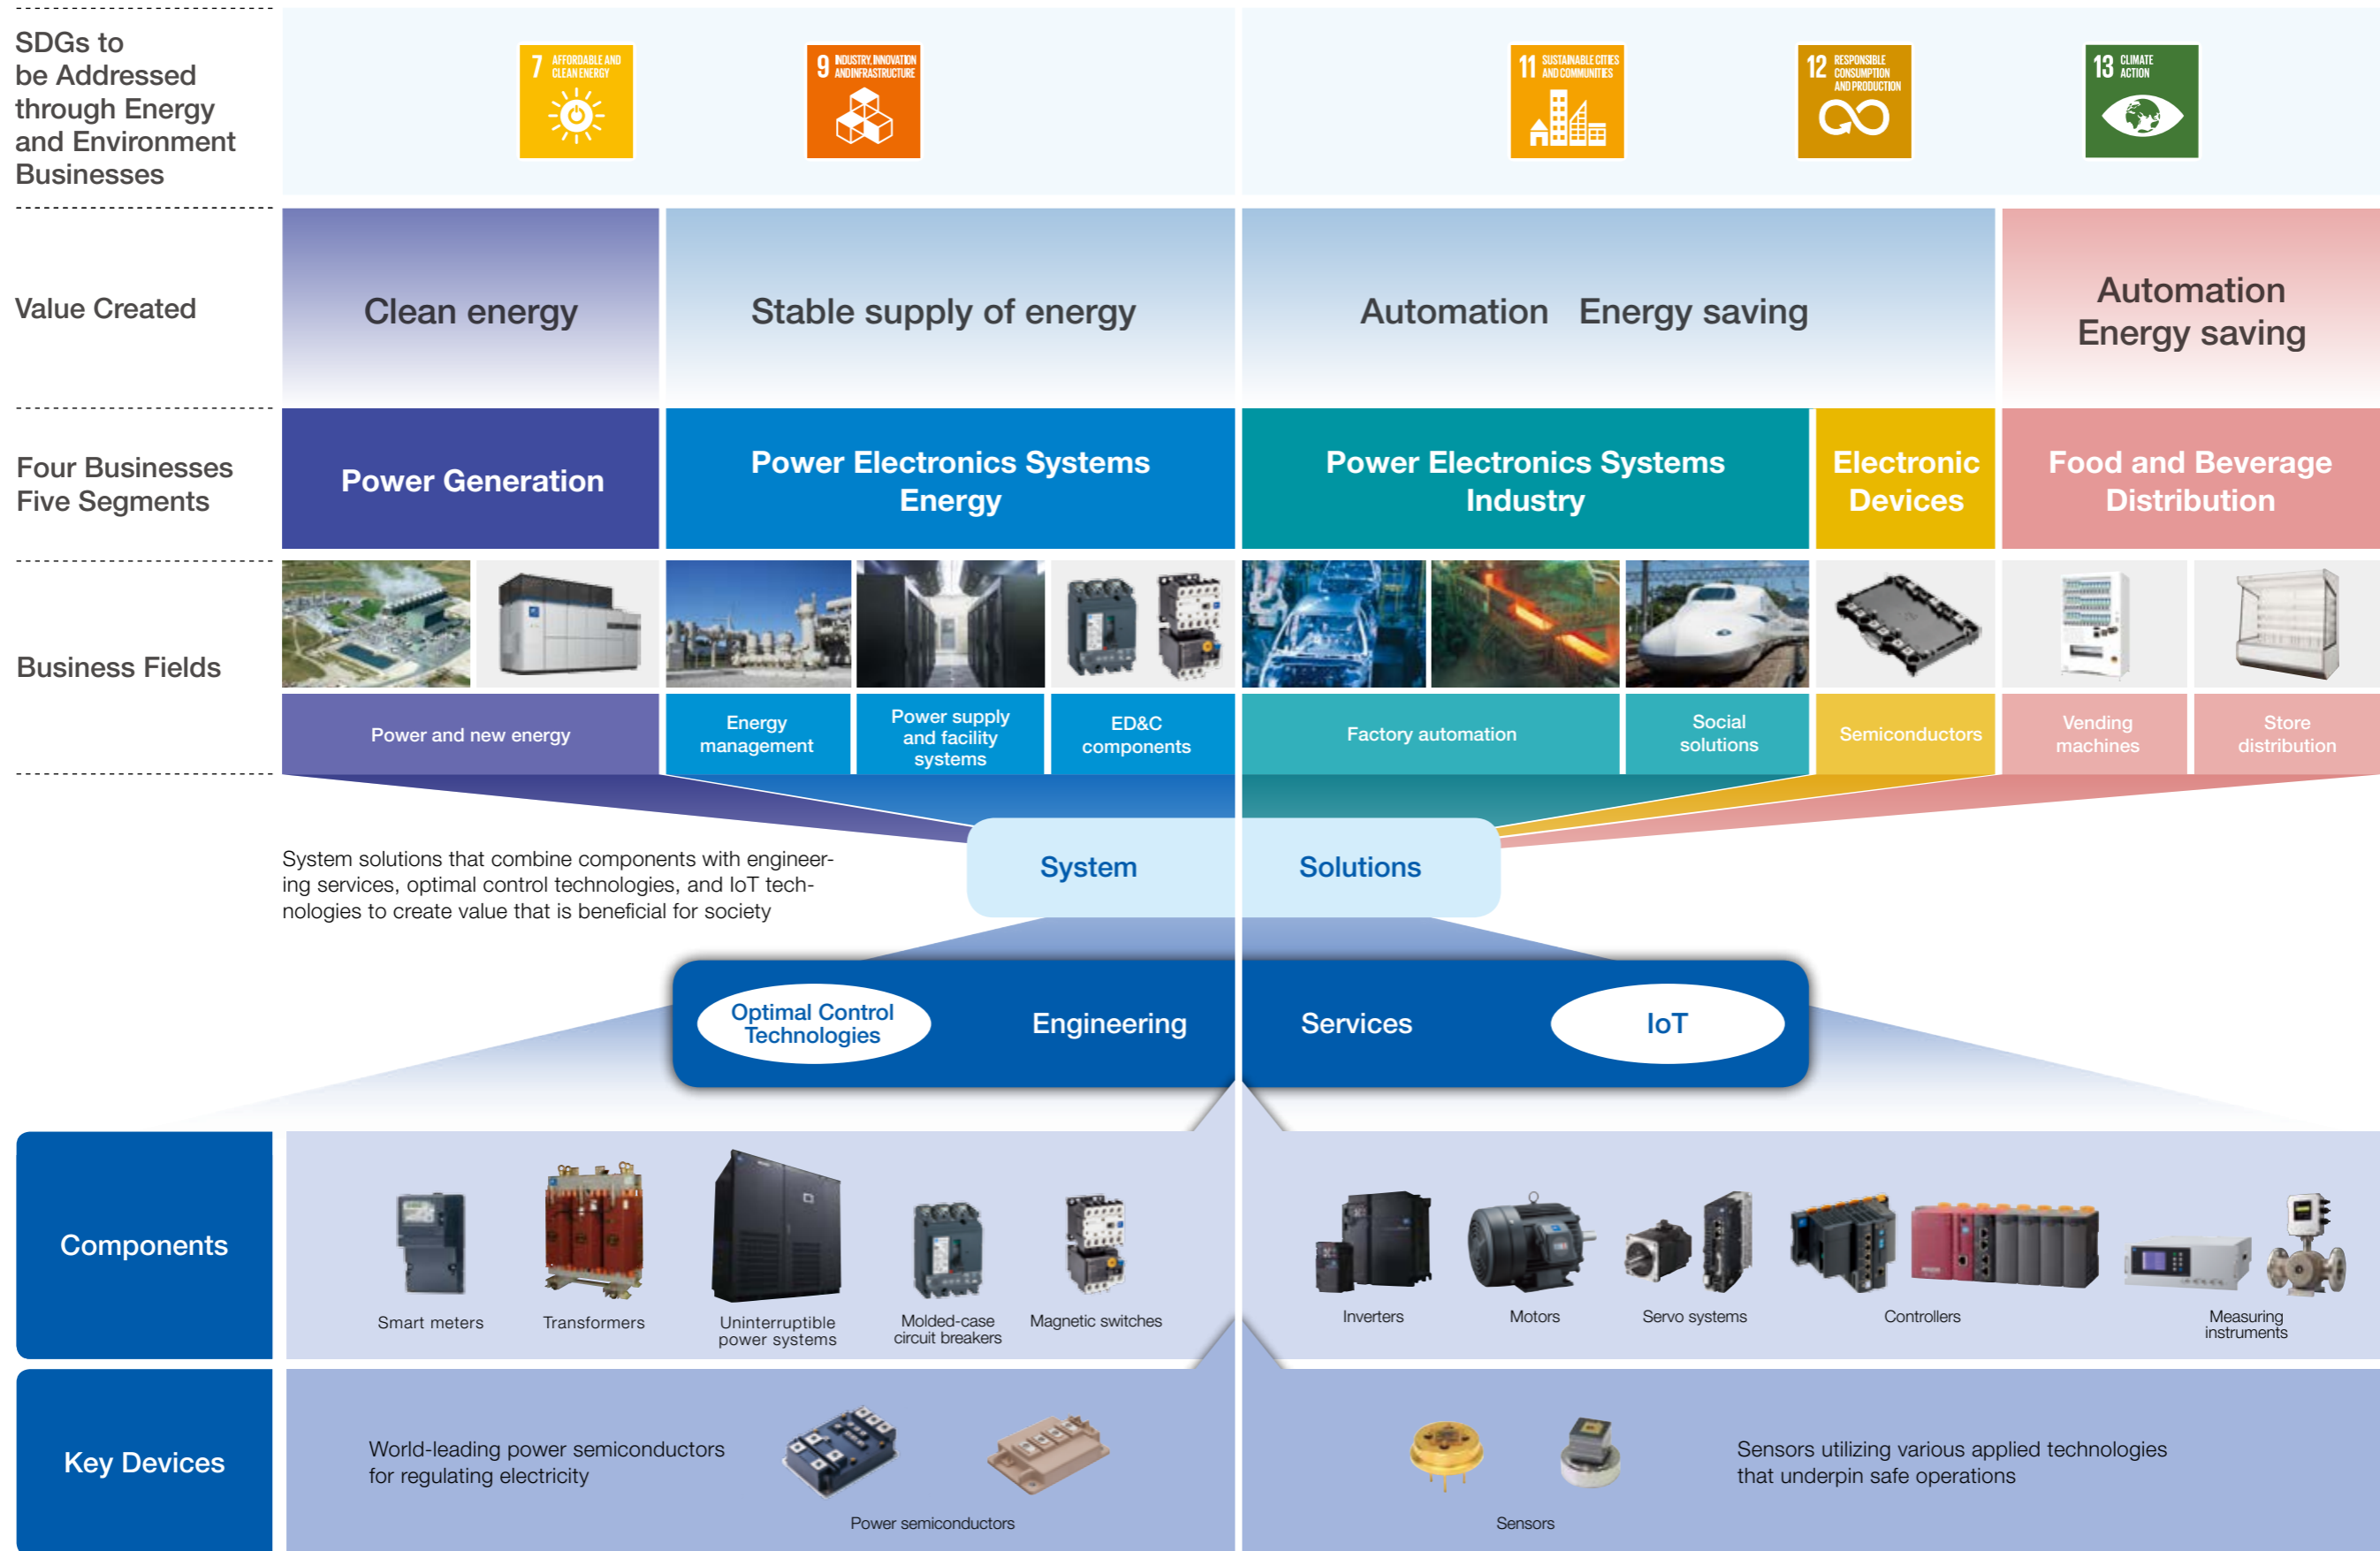 SDGs to
be Addressed
through Energy
and Environment
Businesses
7 AFFORDABLE AND
CLEAN ENERGY
9 INDUSTRY, INNOVATION
AND INFRASTRUCTURE
11 SUSTAINABLE CITIES
AND COMMUNITIES
12 RESPONSIBLE
CONSUMPTION
AND PRODUCTION
13 CLIMATE
ACTION
Value Created
Clean energy
Stable supply of energy
Automation Energy saving
Automation
Energy saving
Four Businesses
Five Segments
Power Generation
Power Electronics Systems
Energy
Power Electronics Systems
Industry
Electronic
Devices
Food and Beverage
Distribution
Business Fields
Power and new energy
Energy
management
Power supply
and facility
systems
ED&C
components
Factory automation
Social
solutions
Semiconductors
Vending
machines
Store
distribution
System solutions that combine components with engineer-
ing services, optimal control technologies, and IoT tech-
nologies to create value that is beneficial for society
System Solutions
Optimal Control
Technologies
Engineering Services
IoT
Components
Smart meters
Transformers
Uninterruptible
power systems
Molded-case
circuit breakers
Magnetic switches
Inverters
Motors
Servo systems
Controllers
Measuring
instruments
Key Devices
World-leading power semiconductors
for regulating electricity
Power semiconductors
Sensors
Sensors utilizing various applied technologies
that underpin safe operations